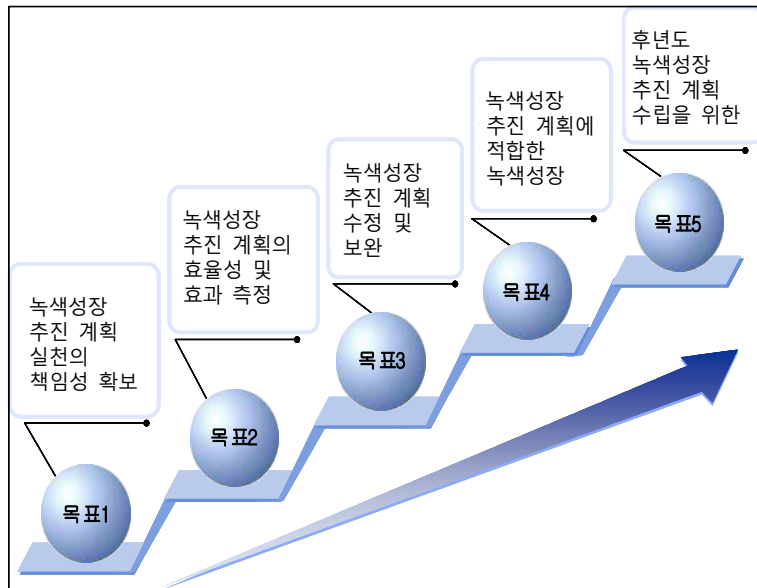 녹색성장
추진 계획
실천의
책임성 확보
목표1
녹색성장
추진 계획의
효율성 및
효과 측정
목표2
녹색성장
추진 계획
수정 및
보완
목표3
녹색성장
추진 계획에
적합한
녹색성장
목표4
후년도
녹색성장
추진 계획
수립을 위한
목표5